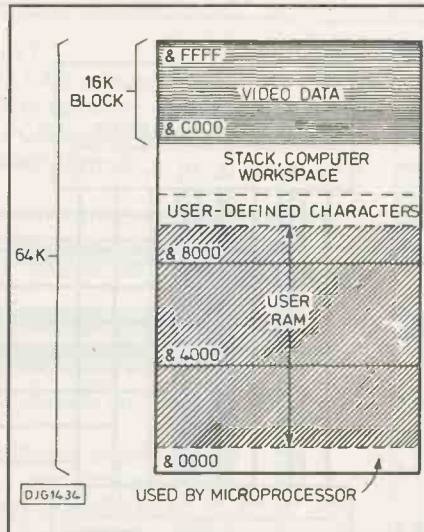 & FFFF
16K
BLOCK
VIDEO DATA
& C000
STACK, COMPUTER
WORKSPACE
USER-DEFINED CHARACTERS
& 8000
64K
USER
RAM
& 4000
& 0000
DJG1434
USED BY MICROPROCESSOR